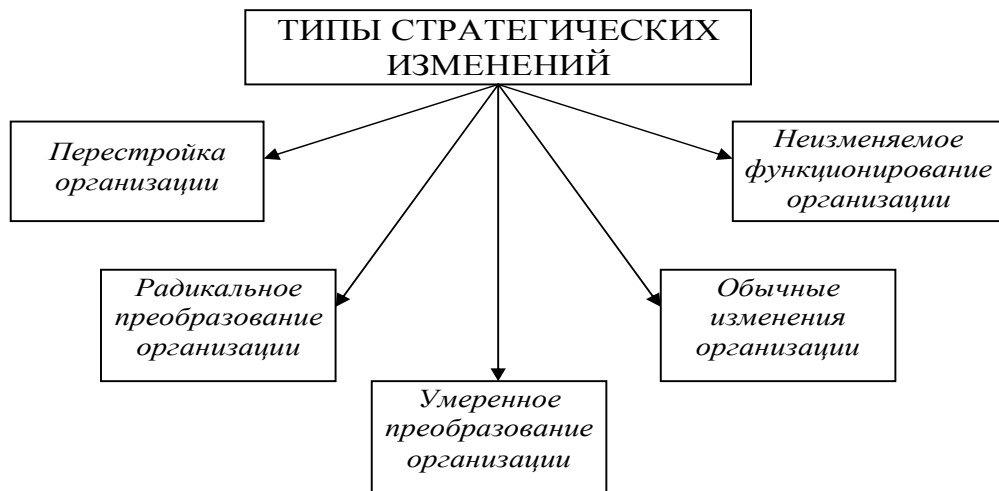 ТИПЫ СТРАТЕГИЧЕСКИХ
ИЗМЕНЕНИЙ
Перестройка
организации
Неизменяемое
функционирование
организации
Радикальное
преобразование
организации
Обычные
изменения
организации
Умеренное
преобразование
организации